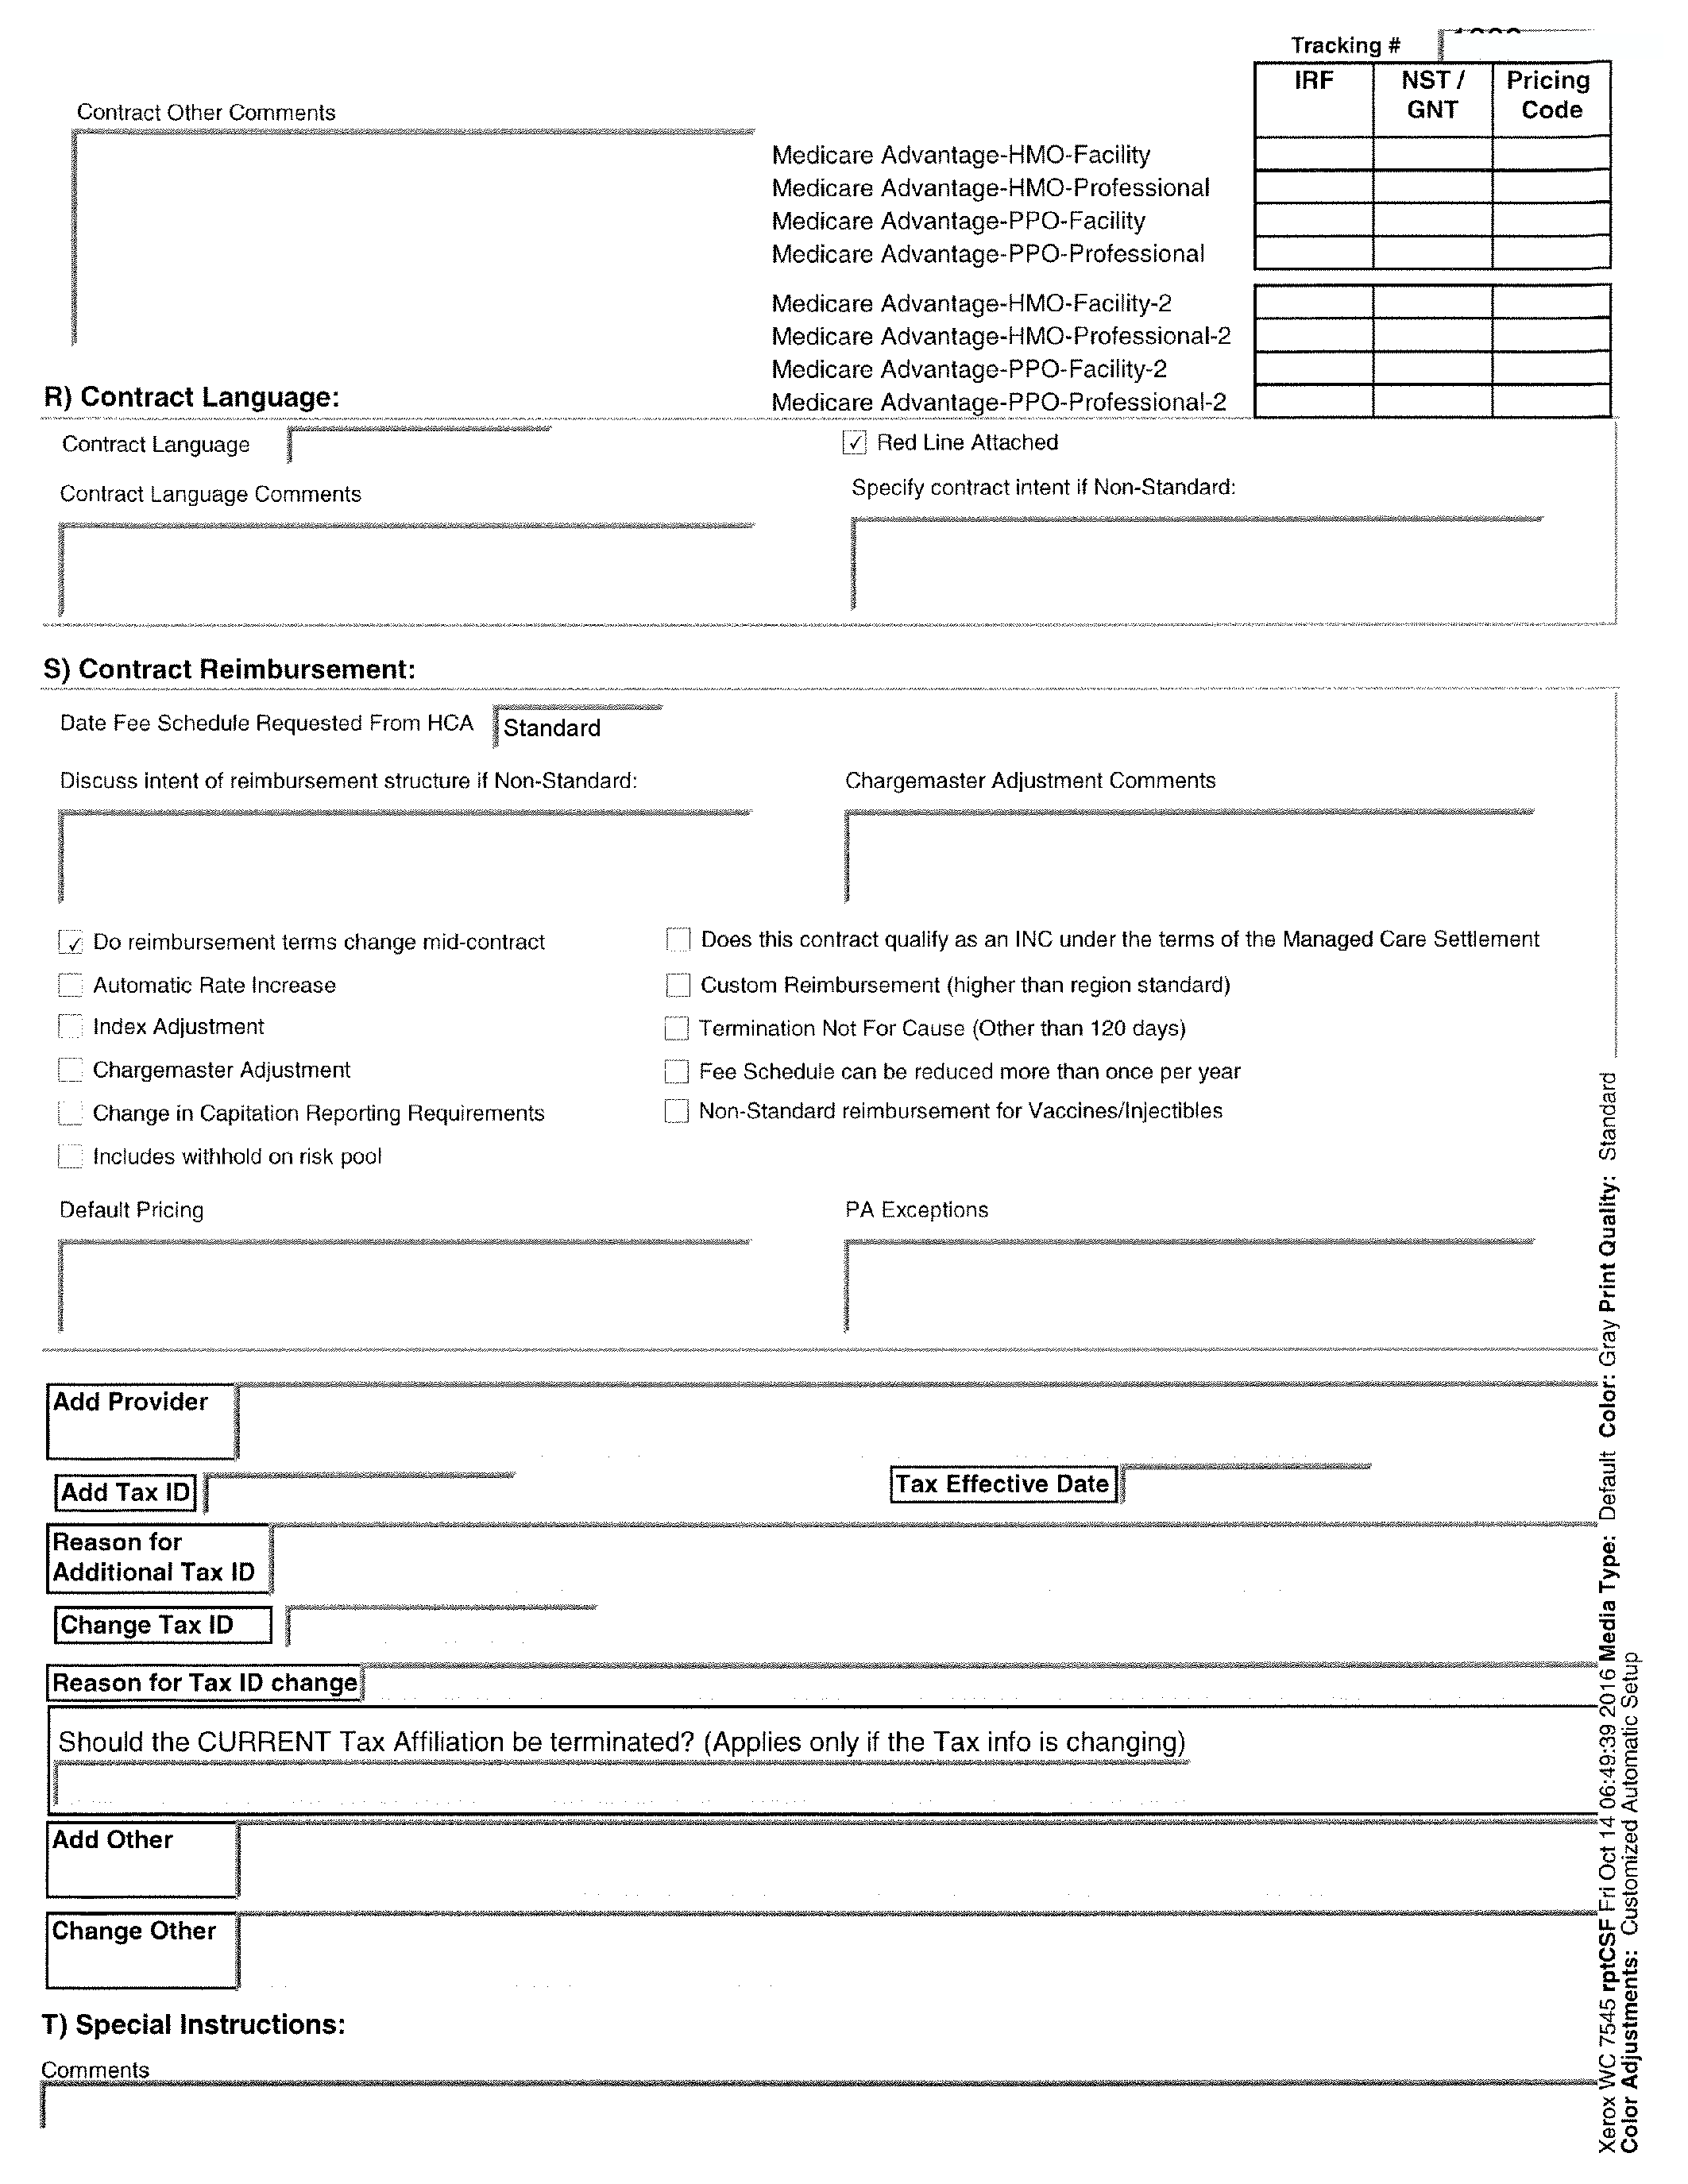 Tracking #
IRF NST / GNT Pricing Code
Contract Other Comments
Medicare Advantage-HMO-Facility
Medicare Advantage-HMO-Professional
Medicare Advantage-PPO-Facility
Medicare Advantage-PPO-Professional
Medicare Advantage-HMO-Facility-2
Medicare Advantage-HMO-Professional-2
Medicare Advantage-PPO-Facility-2
Medicare Advantage-PPO-Professional-2
R) Contract Language:
Contract Language
✓ Red Line Attached
Contract Language Comments
Specify contract intent if Non-Standard:
S) Contract Reimbursement:
Date Fee Schedule Requested From HCA Standard
Discuss intent of reimbursement structure if Non-Standard:
Chargemaster Adjustment Comments
✓ Do reimbursement terms change mid-contract
Does this contract qualify as an INC under the terms of the Managed Care Settlement
Automatic Rate Increase
Custom Reimbursement (higher than region standard)
Index Adjustment
Termination Not For Cause (Other than 120 days)
Chargemaster Adjustment
Fee Schedule can be reduced more than once per year
Change in Capitation Reporting Requirements
Non-Standard reimbursement for Vaccines/Injectibles
Includes withhold on risk pool
Default Pricing
PA Exceptions
Add Provider
Add Tax ID
Tax Effective Date
Reason for
Additional Tax ID
Change Tax ID
Reason for Tax ID change
Should the CURRENT Tax Affiliation be terminated? (Applies only if the Tax info is changing)
Add Other
Change Other
T) Special Instructions:
Comments
Xerox WC 7545 rptCSF Fri Oct 14 06:49:39 2016 Media Type: Default Color: Gray Print Quality: Standard
Color Adjustments: Customized Automatic Setup